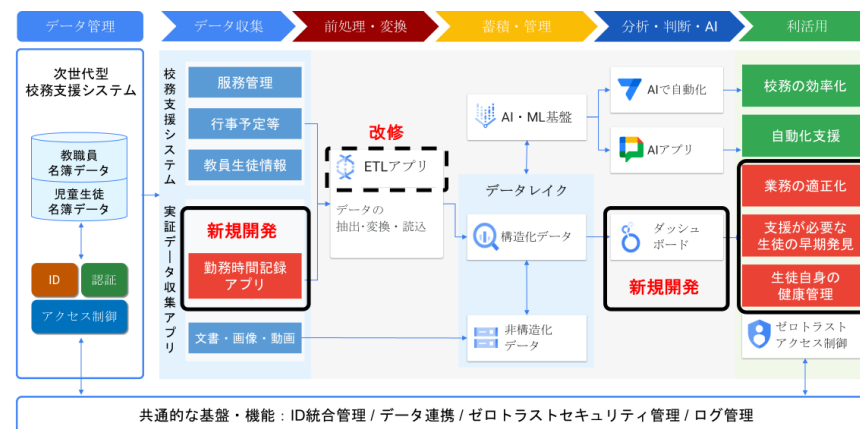 データ管理
データ収集
前処理・変換
蓄積・管理
分析・判断・AI
利活用
次世代型
校務支援システム
教職員
名簿データ
児童生徒
名簿データ
ID
認証
アクセス制御
校務支援システム
服務管理
行事予定等
教員生徒情報
実証データ収集アプリ
新規開発
勤務時間記録
アプリ
文書・画像・動画
改修
ETLアプリ
データの
抽出・変換・読込
AI・ML基盤
データレイク
構造化データ
非構造化
データ
AIで自動化
AIアプリ
ダッシュ
ボード
新規開発
校務の効率化
自動化支援
業務の適正化
支援が必要な
生徒の早期発見
生徒自身の
健康管理
ゼロトラスト
アクセス制御
共通的な基盤・機能：ID統合管理 / データ連携 / ゼロトラストセキュリティ管理 / ログ管理